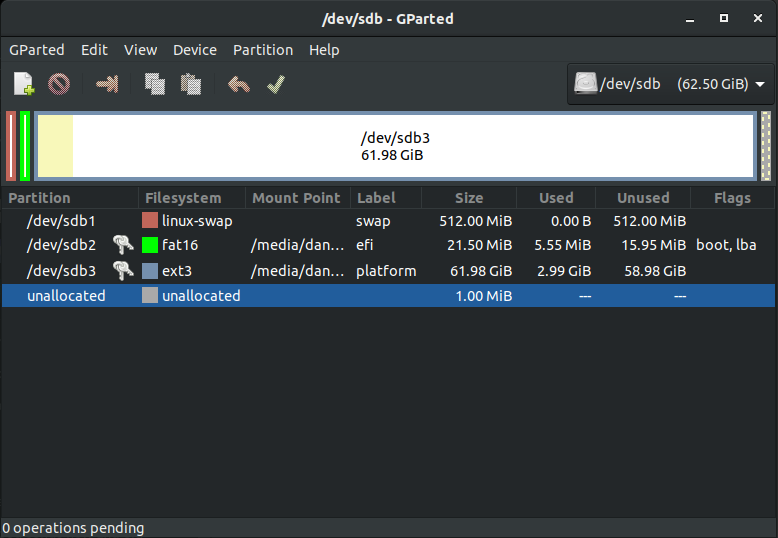 /dev/sdb - GParted
GParted Edit View Device Partition Help
/dev/sdb (62.50 GiB)
/dev/sdb3
61.98 GiB
Partition Filesystem Mount Point Label Size Used Unused Flags
/dev/sdb1 linux-swap swap 512.00 MiB 0.00 B 512.00 MiB
/dev/sdb2 fat16 /media/dan... efi 21.50 MiB 5.55 MiB 15.95 MiB boot, lba
/dev/sdb3 ext3 /media/dan... platform 61.98 GiB 2.99 GiB 58.98 GiB
unallocated unallocated 1.00 MiB --- ---
0 operations pending